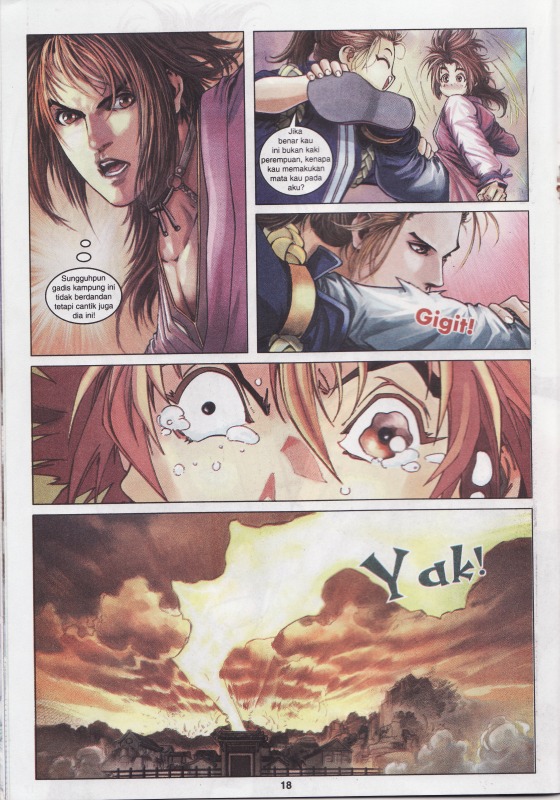 Sungguhpun
gadis kampung ini
tidak berdandan
tetapi cantik juga
dia ini!
Jika
benar kau
ini bukan kaki
perempuan, kenapa
kau memakukan
mata kau pada
aku?
Gigit!
Yak!
18